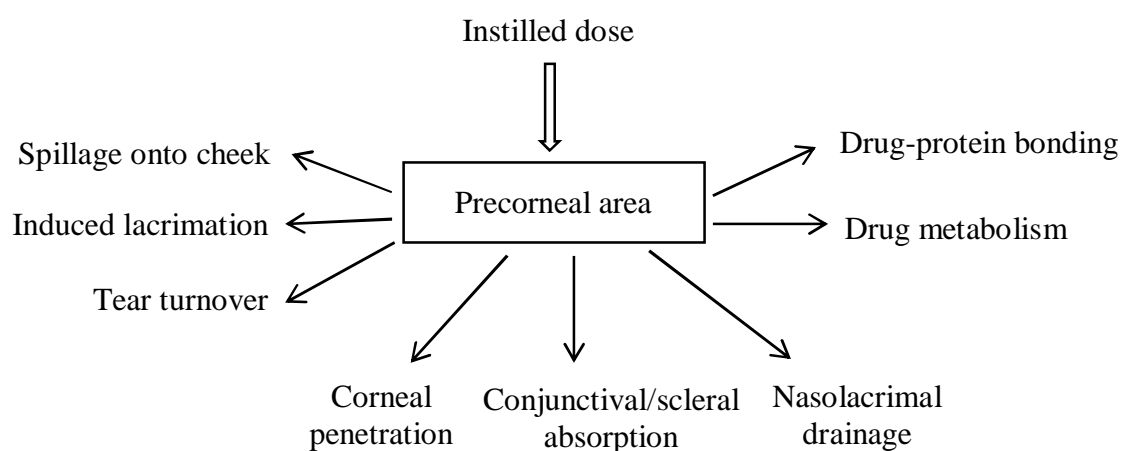 Instilled dose
Spillage onto cheek
Drug-protein bonding
Precorneal area
Induced lacrimation
Drug metabolism
Tear turnover
Corneal
penetration
Conjunctival/scleral
absorption
Nasolacrimal
drainage